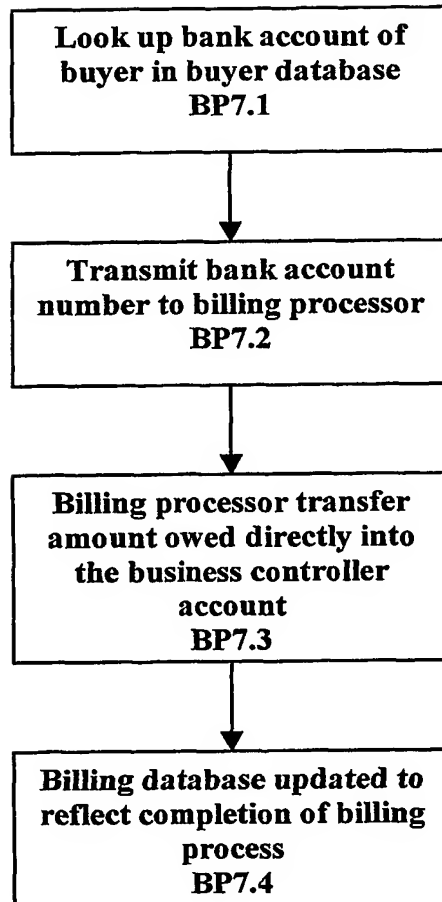 Look up bank account of
buyer in buyer database
BP7.1
Transmit bank account
number to billing processor
BP7.2
Billing processor transfer
amount owed directly into
the business controller
account
BP7.3
Billing database updated to
reflect completion of billing
process
BP7.4